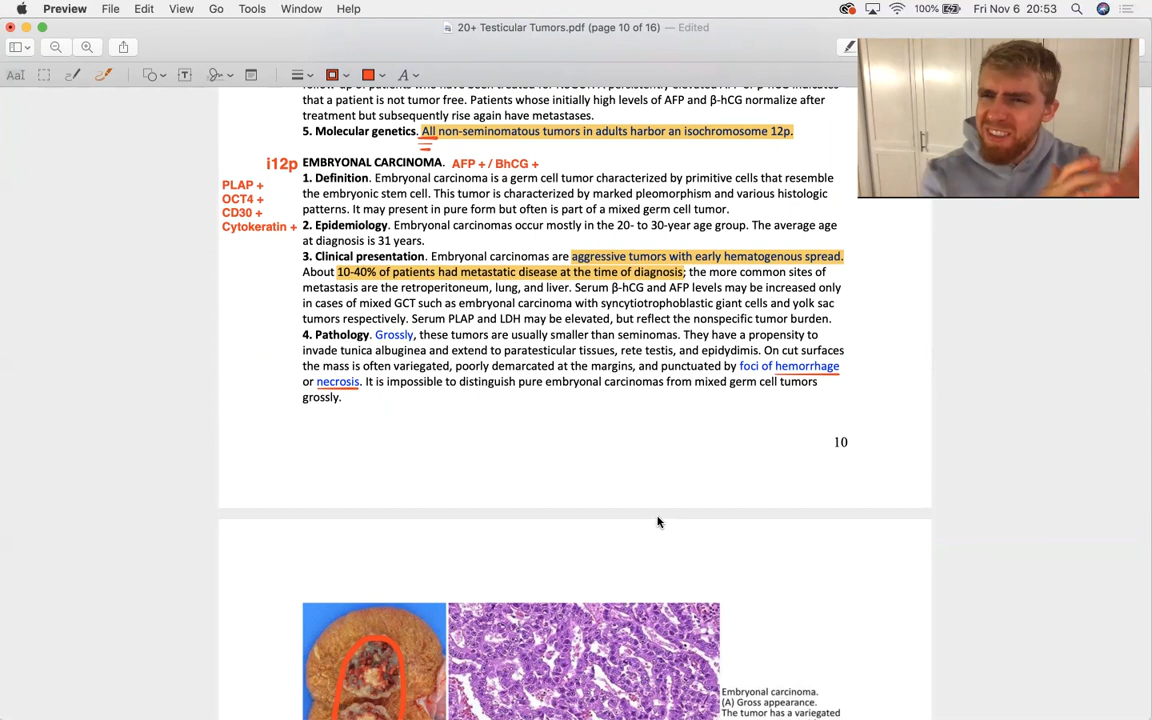 Preview File Edit View Go Tools Window Help 100% Fri Nov 6 20:53
20+ Testicular Tumors.pdf (page 10 of 16) — Edited
that a patient is not tumor free. Patients whose initially high levels of AFP and β-hCG normalize after
treatment but subsequently rise again have metastases.
5. Molecular genetics. All non-seminomatous tumors in adults harbor an isochromosome 12p.
i12p EMBRYONAL CARCINOMA. AFP + / BhCG +
PLAP +
OCT4 +
CD30 +
Cytokeratin +
1. Definition. Embryonal carcinoma is a germ cell tumor characterized by primitive cells that resemble
the embryonic stem cell. This tumor is characterized by marked pleomorphism and various histologic
patterns. It may present in pure form but often is part of a mixed germ cell tumor.
2. Epidemiology. Embryonal carcinomas occur mostly in the 20- to 30-year age group. The average age
at diagnosis is 31 years.
3. Clinical presentation. Embryonal carcinomas are aggressive tumors with early hematogenous spread.
About 10-40% of patients had metastatic disease at the time of diagnosis; the more common sites of
metastasis are the retroperitoneum, lung, and liver. Serum β-hCG and AFP levels may be increased only
in cases of mixed GCT such as embryonal carcinoma with syncytiotrophoblastic giant cells and yolk sac
tumors respectively. Serum PLAP and LDH may be elevated, but reflect the nonspecific tumor burden.
4. Pathology. Grossly, these tumors are usually smaller than seminomas. They have a propensity to
invade tunica albuginea and extend to paratesticular tissues, rete testis, and epidydimis. On cut surfaces
the mass is often variegated, poorly demarcated at the margins, and punctuated by foci of hemorrhage
or necrosis. It is impossible to distinguish pure embryonal carcinomas from mixed germ cell tumors
grossly.
10
Embryonal carcinoma.
(A) Gross appearance.
The tumor has a variegated